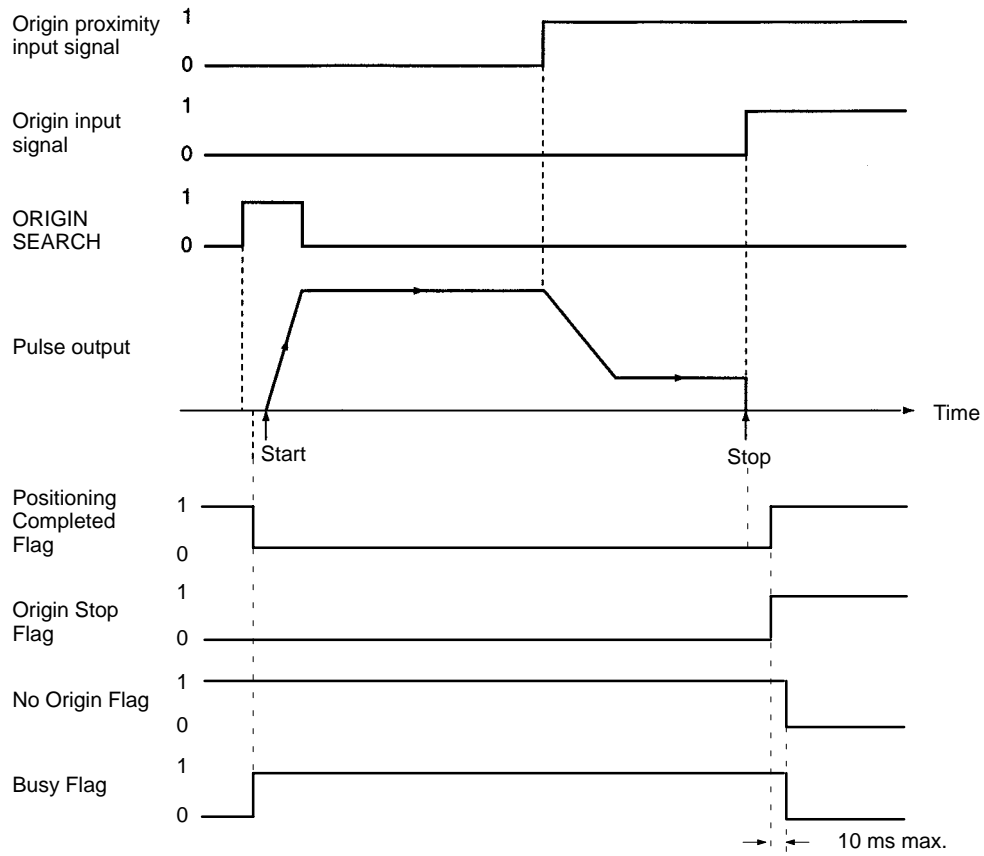 Origin proximity
input signal
1
0
Origin input
signal
1
0
ORIGIN
SEARCH
1
0
Pulse output
Time
Start
Stop
Positioning
Completed
Flag
1
0
Origin Stop
Flag
1
0
No Origin Flag
1
0
Busy Flag
1
0
10 ms max.